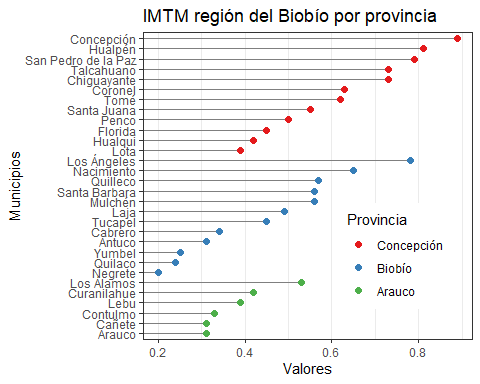 IMTM región del Biobío por provincia
Municipios
Concepción
Hualpén
San Pedro de la Paz
Talcahuano
Chiguayante
Coronel
Tomé
Santa Juana
Penco
Florida
Hualqui
Lota
Los Ángeles
Nacimiento
Quilleco
Santa Barbara
Mulchén
Laja
Tucapel
Cabrero
Antuco
Yumbel
Quilaco
Negrete
Los Alamos
Curanilahue
Lebu
Contulmo
Cañete
Arauco
Provincia
Concepción
Biobío
Arauco
0.2 0.4 0.6 0.8
Valores